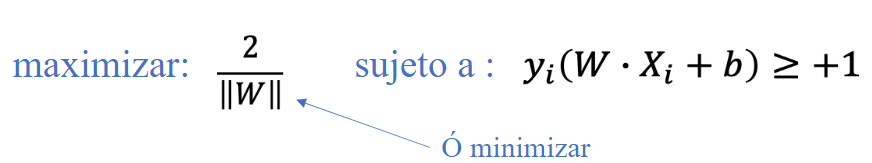 maximizar: 2/‖W‖ sujeto a : yᵢ(W · Xᵢ + b) ≥ +1
Ó minimizar